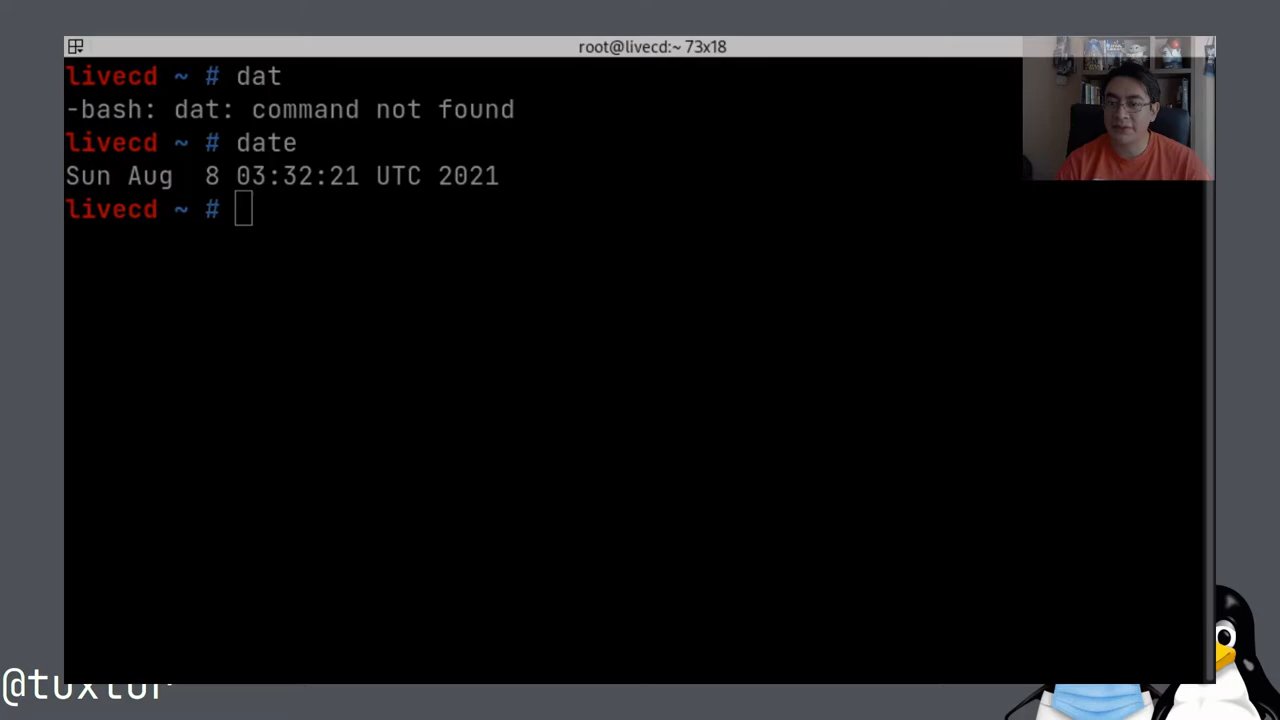 root@livecd:~ 73x18
livecd ~ # dat
-bash: dat: command not found
livecd ~ # date
Sun Aug  8 03:32:21 UTC 2021
livecd ~ #